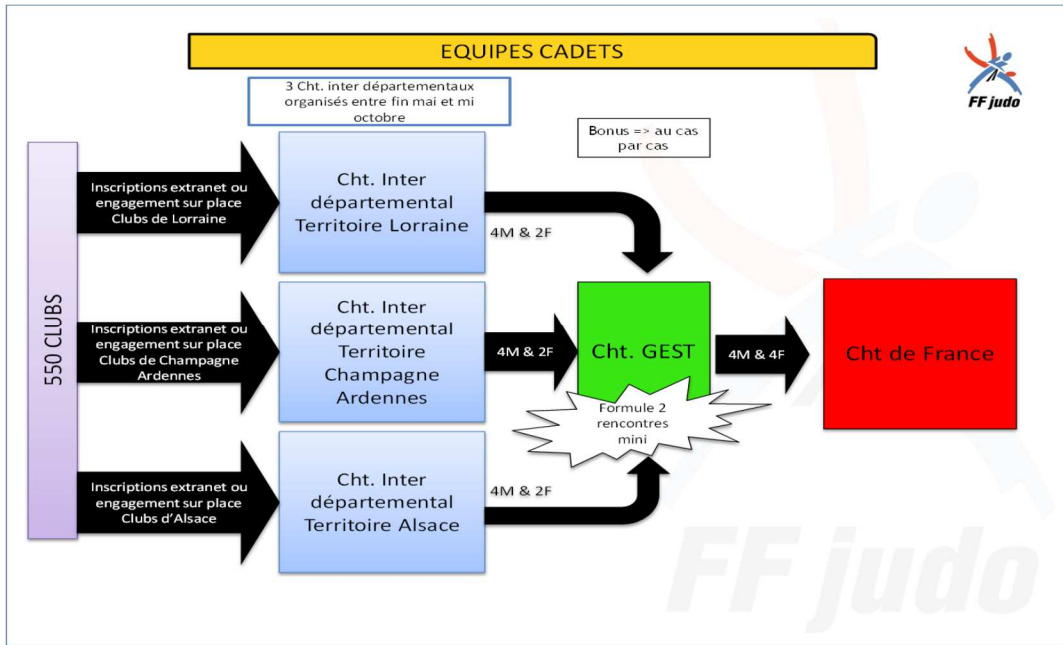 EQUIPES CADETS
FF judo
3 Cht. inter départementaux
organisés entre fin mai et mi
octobre
Bonus => au cas
par cas
550 CLUBS
Inscriptions extranet ou
engagement sur place
Clubs de Lorraine
Cht. Inter
départemental
Territoire Lorraine
4M & 2F
Inscriptions extranet ou
engagement sur place
Clubs de Champagne
Ardennes
Cht. Inter
départemental
Territoire
Champagne
Ardennes
4M & 2F
Cht. GEST
4M & 4F
Cht de France
Formule 2
rencontres
mini
Inscriptions extranet ou
engagement sur place
Clubs d'Alsace
Cht. Inter
départemental
Territoire Alsace
4M & 2F
FF judo